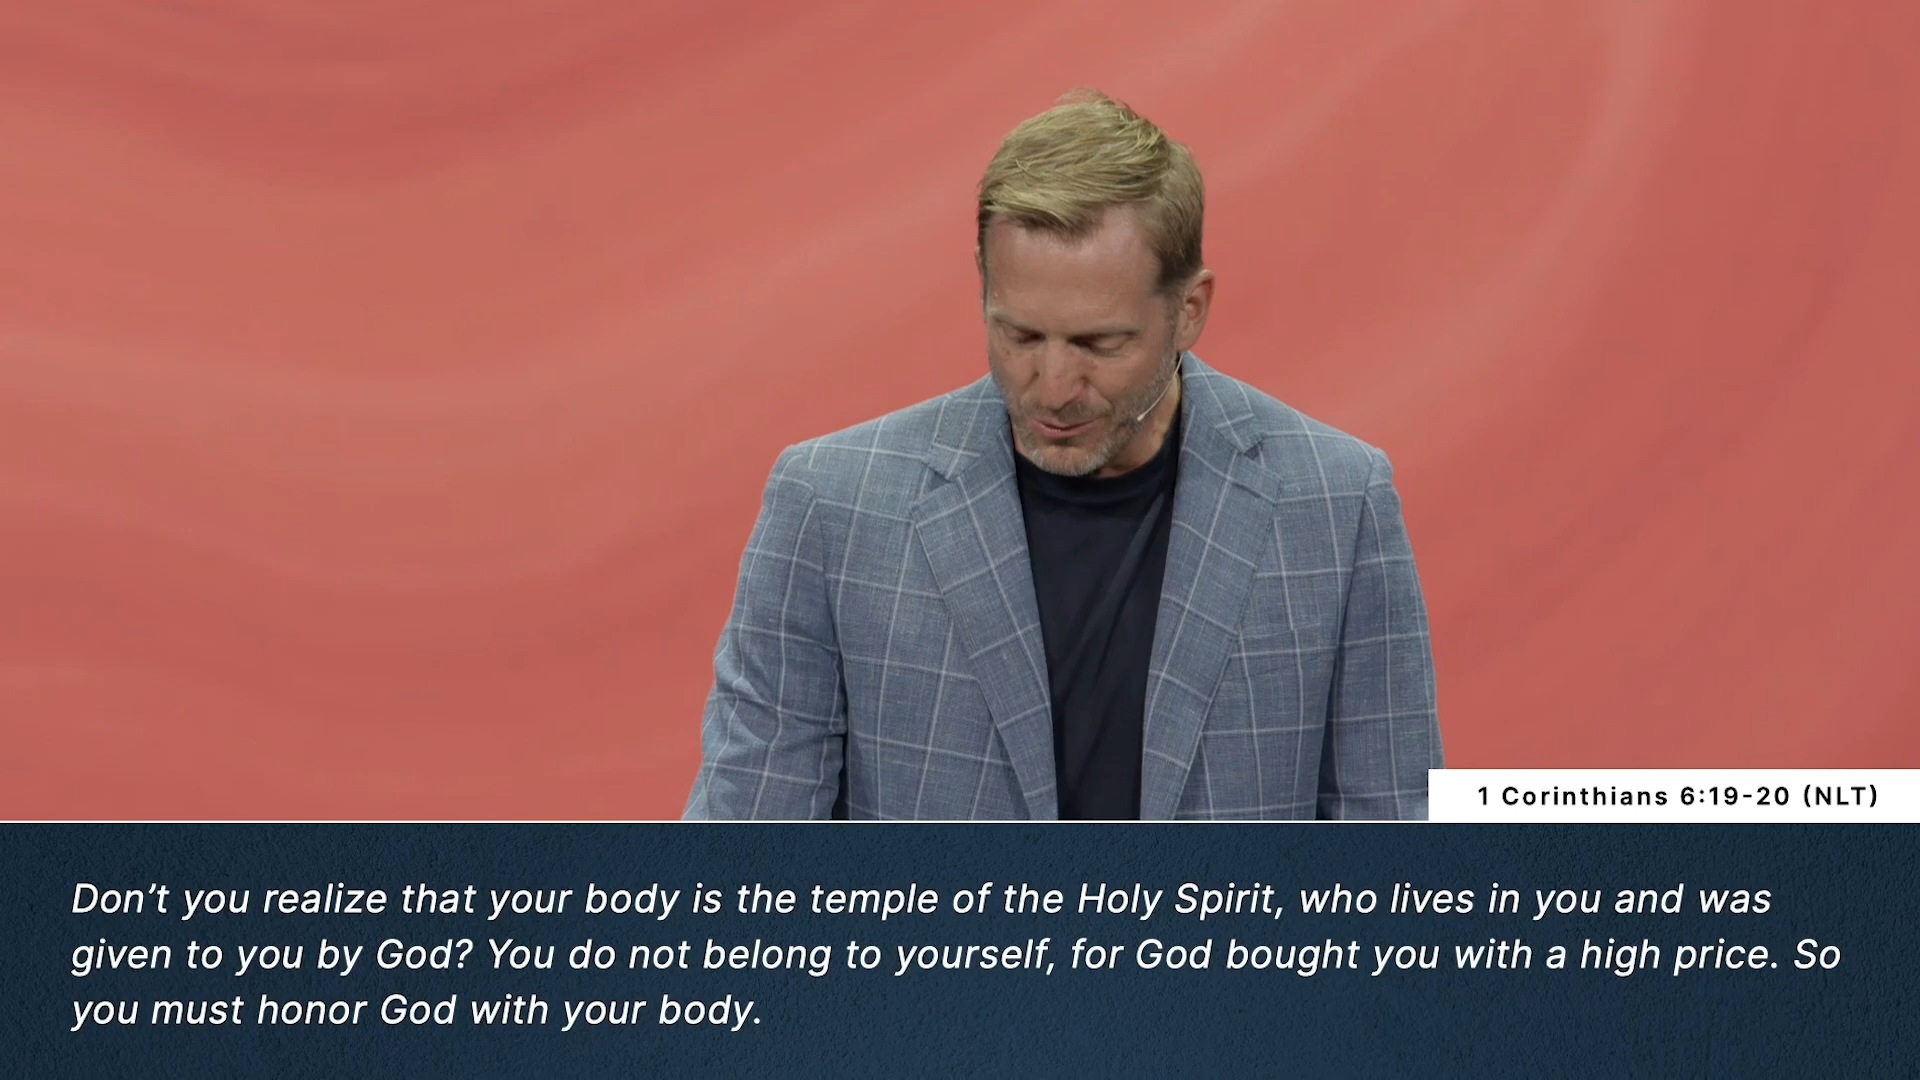 1 Corinthians 6:19-20 (NLT)
Don’t you realize that your body is the temple of the Holy Spirit, who lives in you and was
given to you by God? You do not belong to yourself, for God bought you with a high price. So
you must honor God with your body.